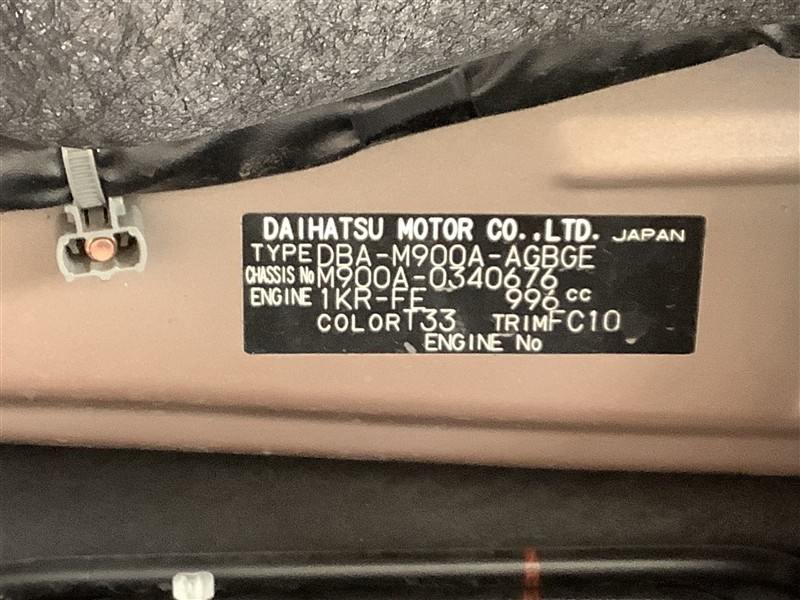 DAIHATSU MOTOR CO.,LTD. JAPAN
TYPE DBA-M900A-AGBGE
CHASSIS No M900A-0340676
ENGINE 1KR-FE 996 cc
COLOR T33 TRIM FC10
ENGINE No